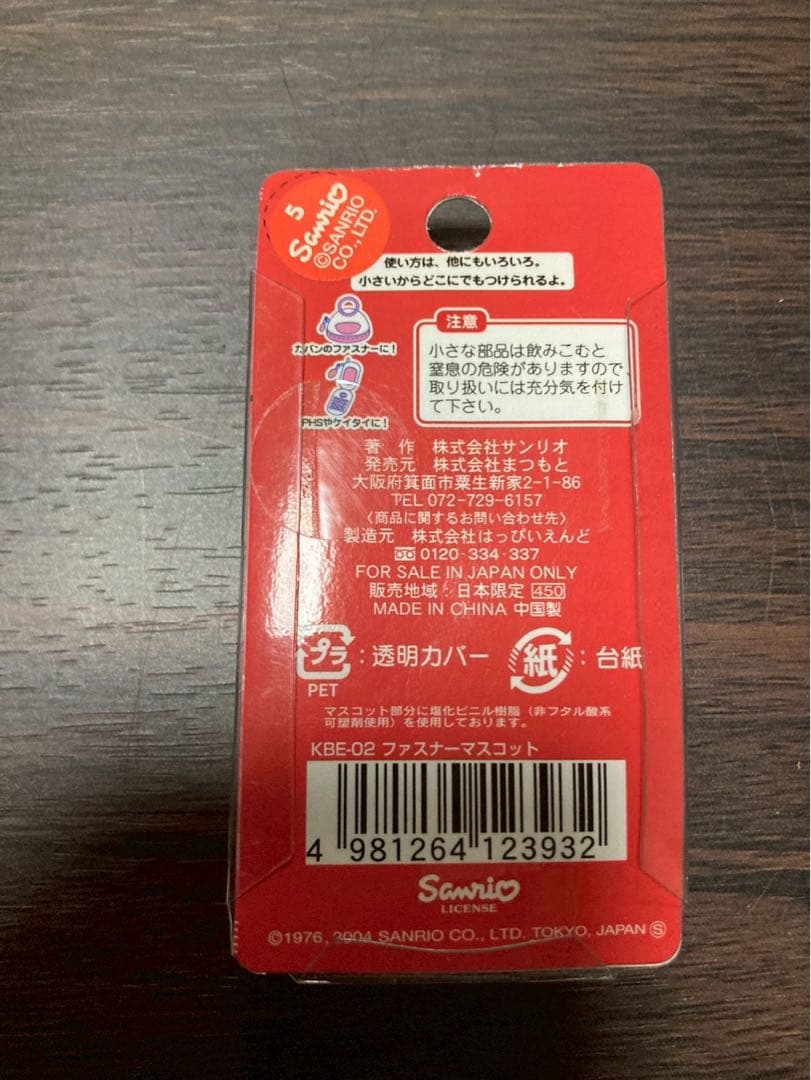 5
Sanrio
©SANRIO
CO., LTD.
使い方は、他にもいろいろ。
小さいからどこにでもつけられるよ。
カバンのファスナーに!
PHSやケイタイに!
注意
小さな部品は飲みこむと
窒息の危険がありますので、
取り扱いには充分気を付け
て下さい。
著 作 株式会社サンリオ
発売元 株式会社まつもと
大阪府箕面市粟生新家2-1-86
TEL 072-729-6157
〈商品に関するお問い合わせ先〉
製造元 株式会社はっぴいえんど
0120-334-337
FOR SALE IN JAPAN ONLY
販売地域:日本限定 450
MADE IN CHINA 中国製
プラ:透明カバー 紙:台紙
PET
マスコット部分に塩化ビニル樹脂(非フタル酸系
可塑剤使用)を使用しております。
KBE-02 ファスナーマスコット
4 981264 123932
Sanrio
LICENSE
©1976, 2004 SANRIO CO., LTD. TOKYO, JAPAN Ⓢ